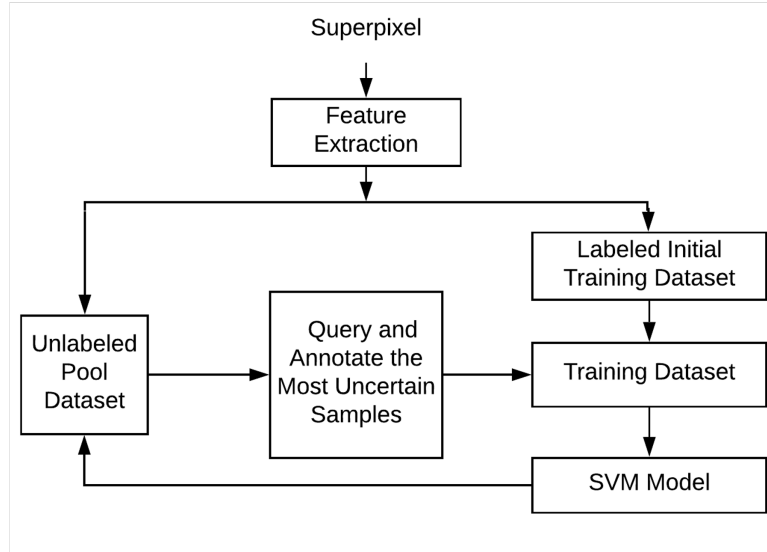 Superpixel
Feature
Extraction
Labeled Initial
Training Dataset
Unlabeled
Pool
Dataset
Query and
Annotate the
Most Uncertain
Samples
Training Dataset
SVM Model